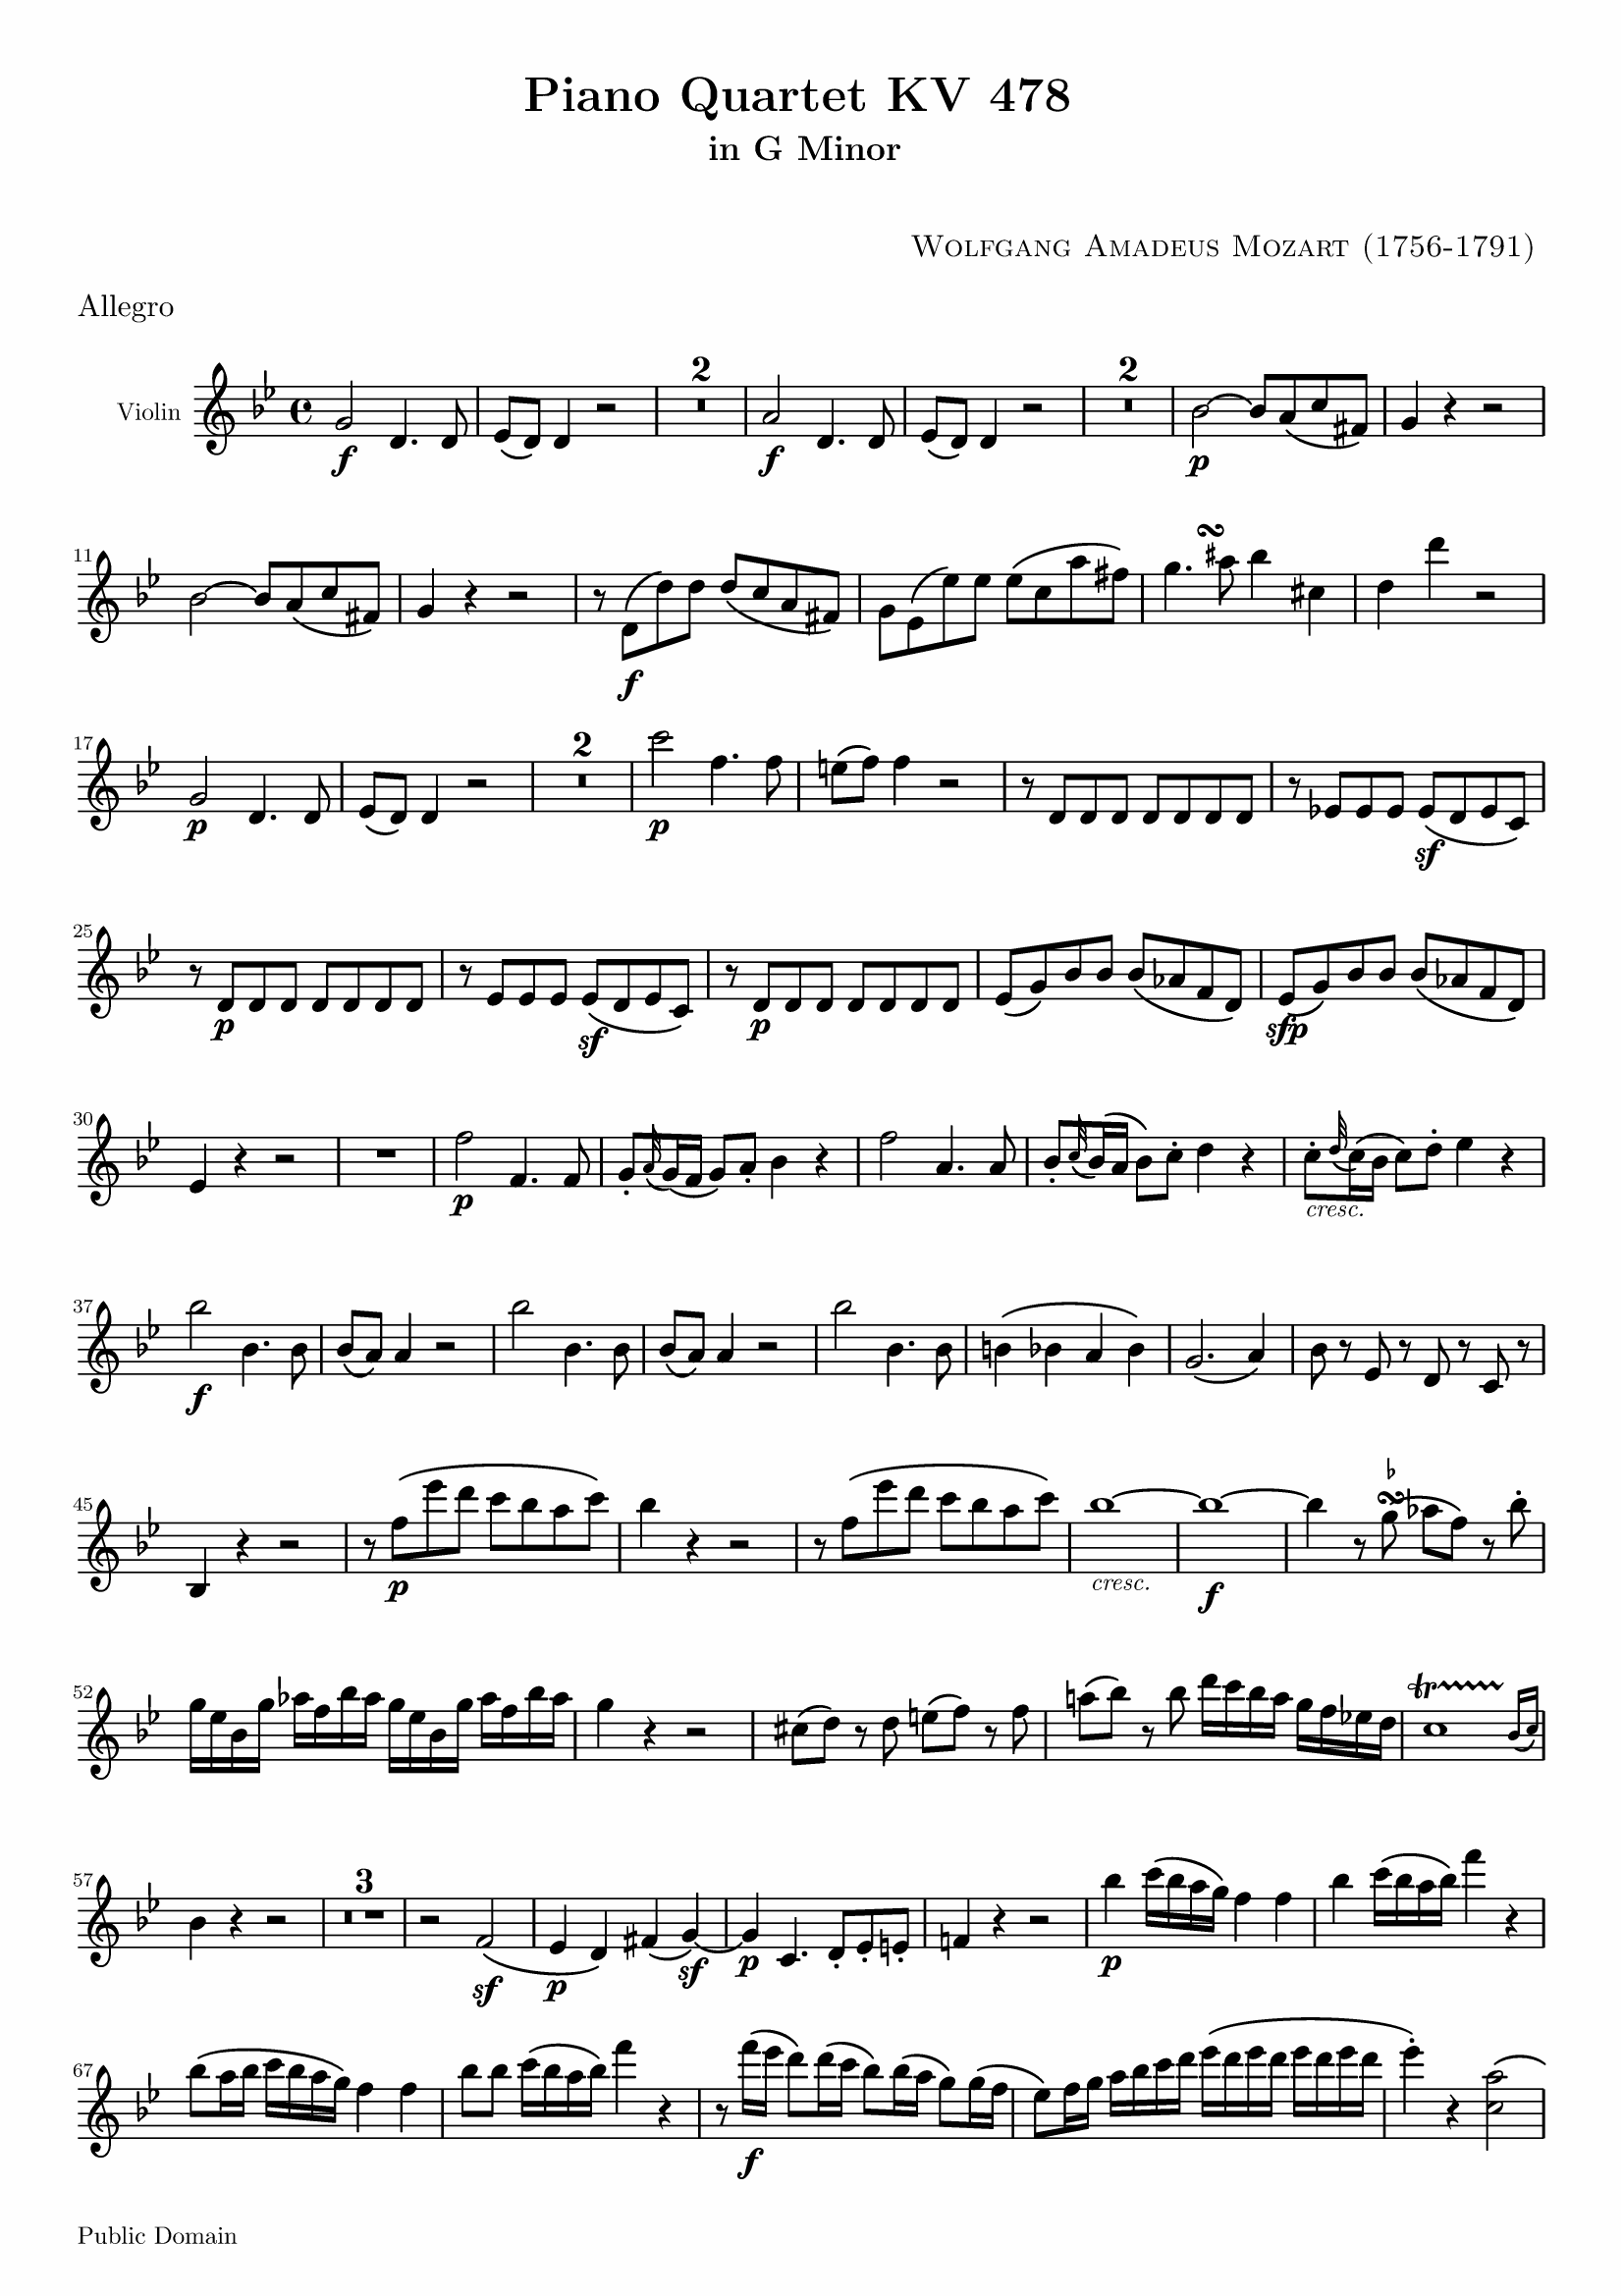 Piano Quartet KV 478
in G Minor
Wolfgang Amadeus Mozart (1756-1791)
Allegro
2 2
Violin
f f p
11
f
17
2
p p sf
25
p sf p sfp
30
p cresc.
37
f
45
p cresc. f
52
tr
57
3
sf p sf p p
67
f
Public Domain